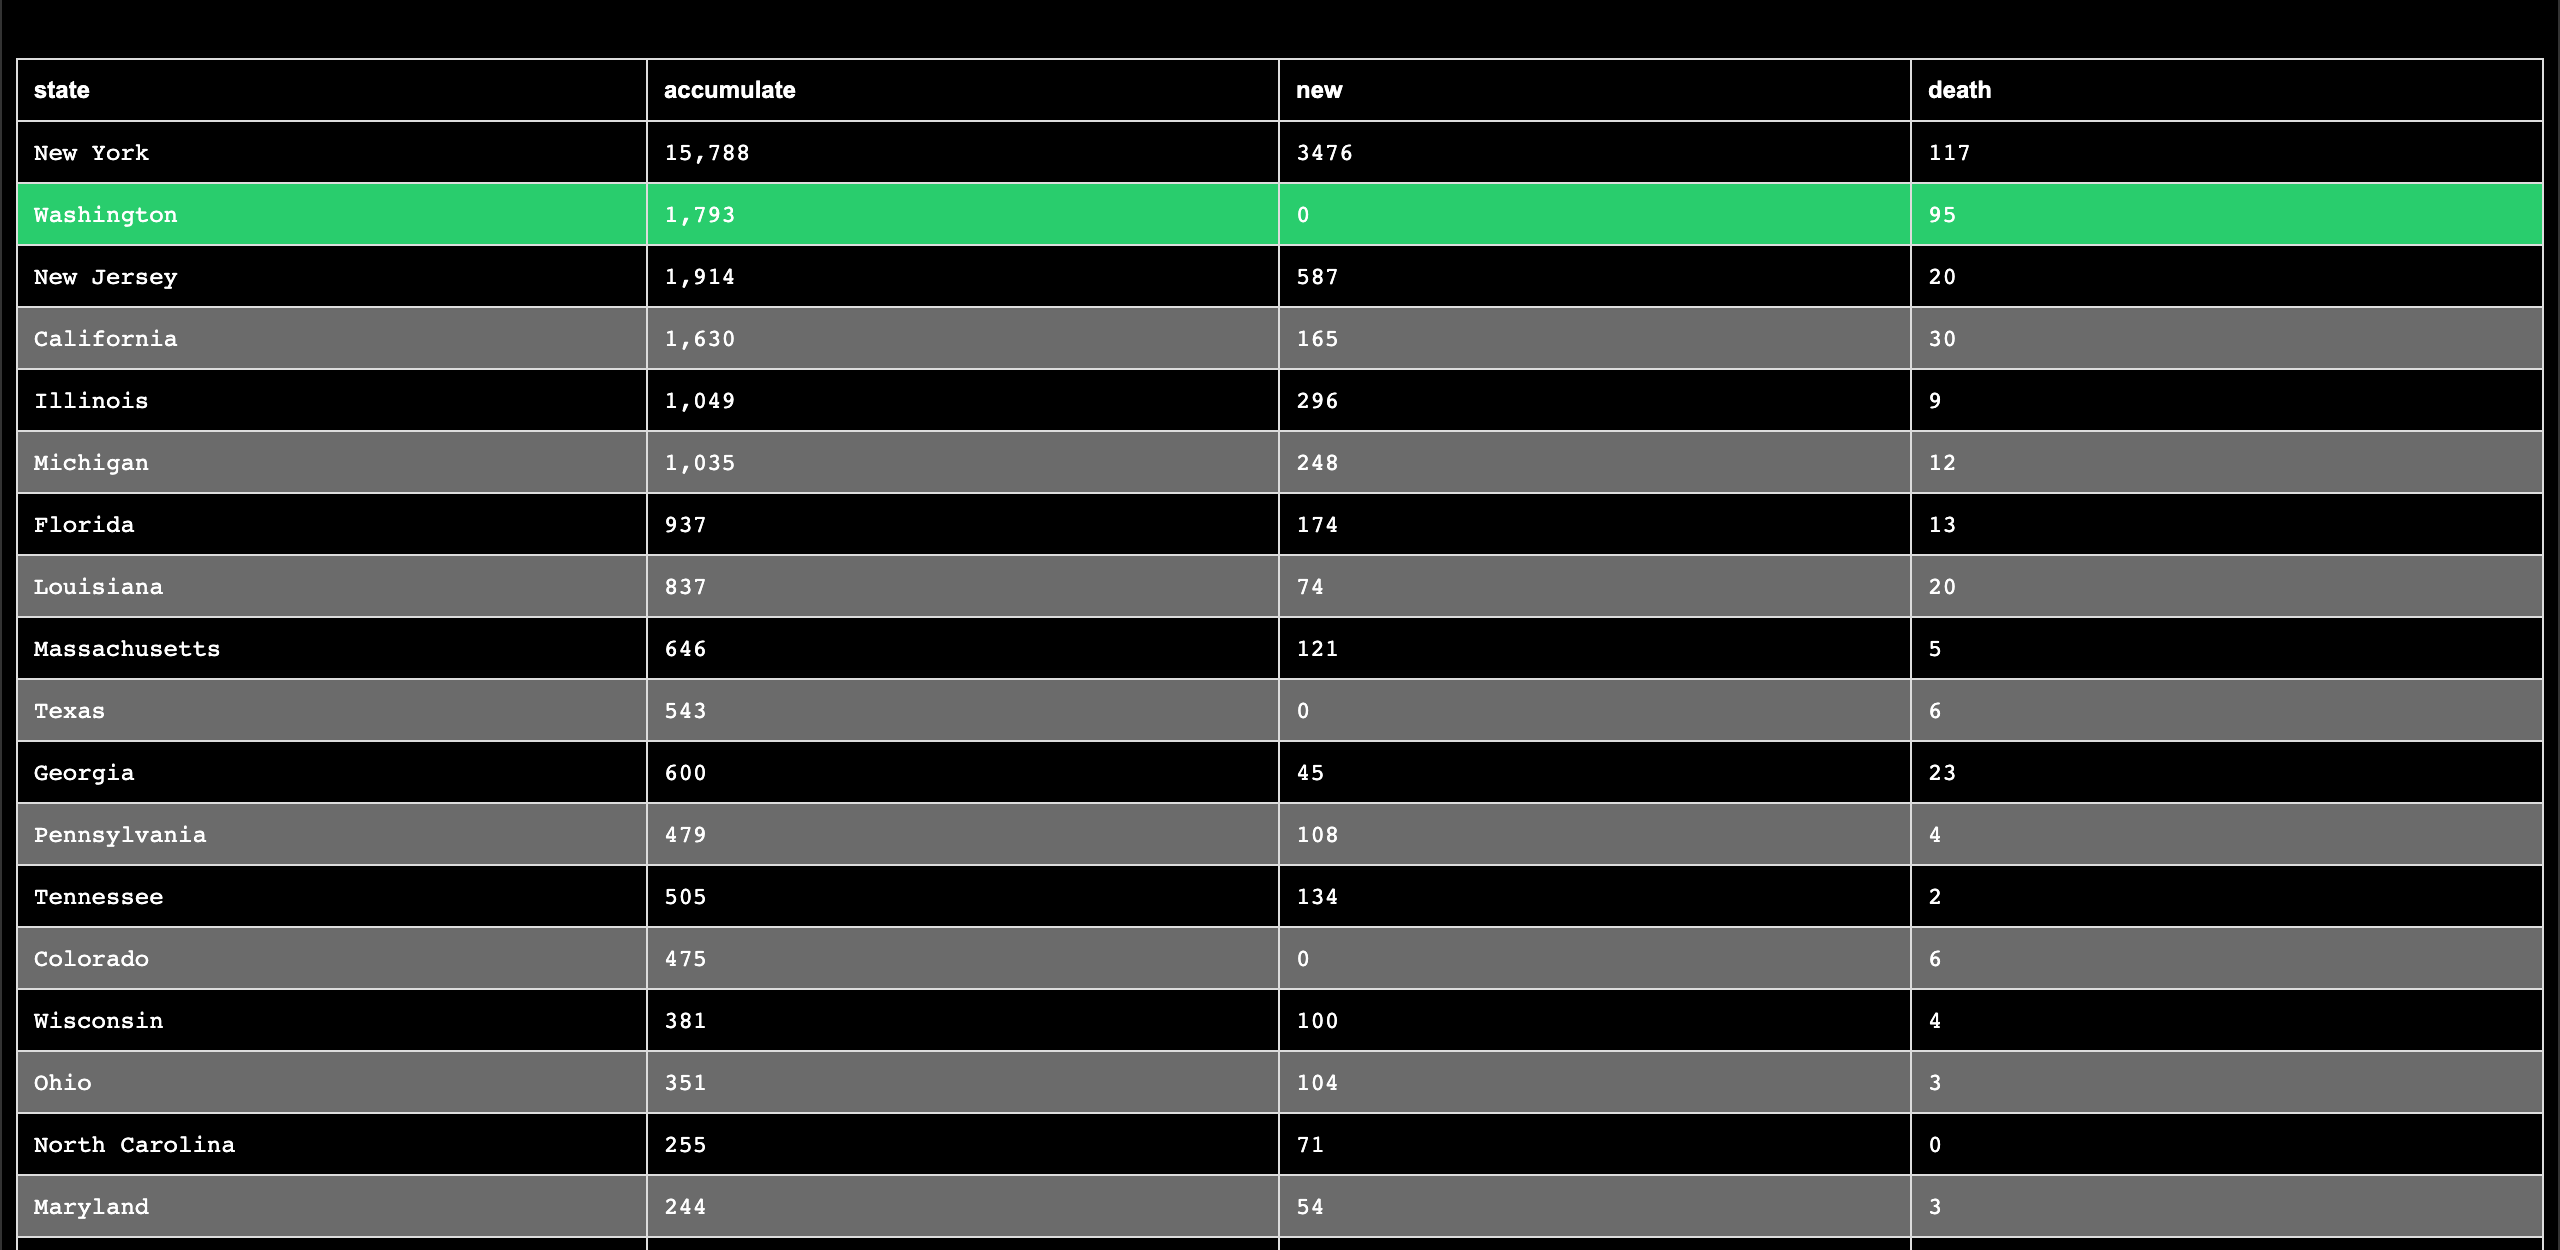 state accumulate new death
New York 15,788 3476 117
Washington 1,793 0 95
New Jersey 1,914 587 20
California 1,630 165 30
Illinois 1,049 296 9
Michigan 1,035 248 12
Florida 937 174 13
Louisiana 837 74 20
Massachusetts 646 121 5
Texas 543 0 6
Georgia 600 45 23
Pennsylvania 479 108 4
Tennessee 505 134 2
Colorado 475 0 6
Wisconsin 381 100 4
Ohio 351 104 3
North Carolina 255 71 0
Maryland 244 54 3